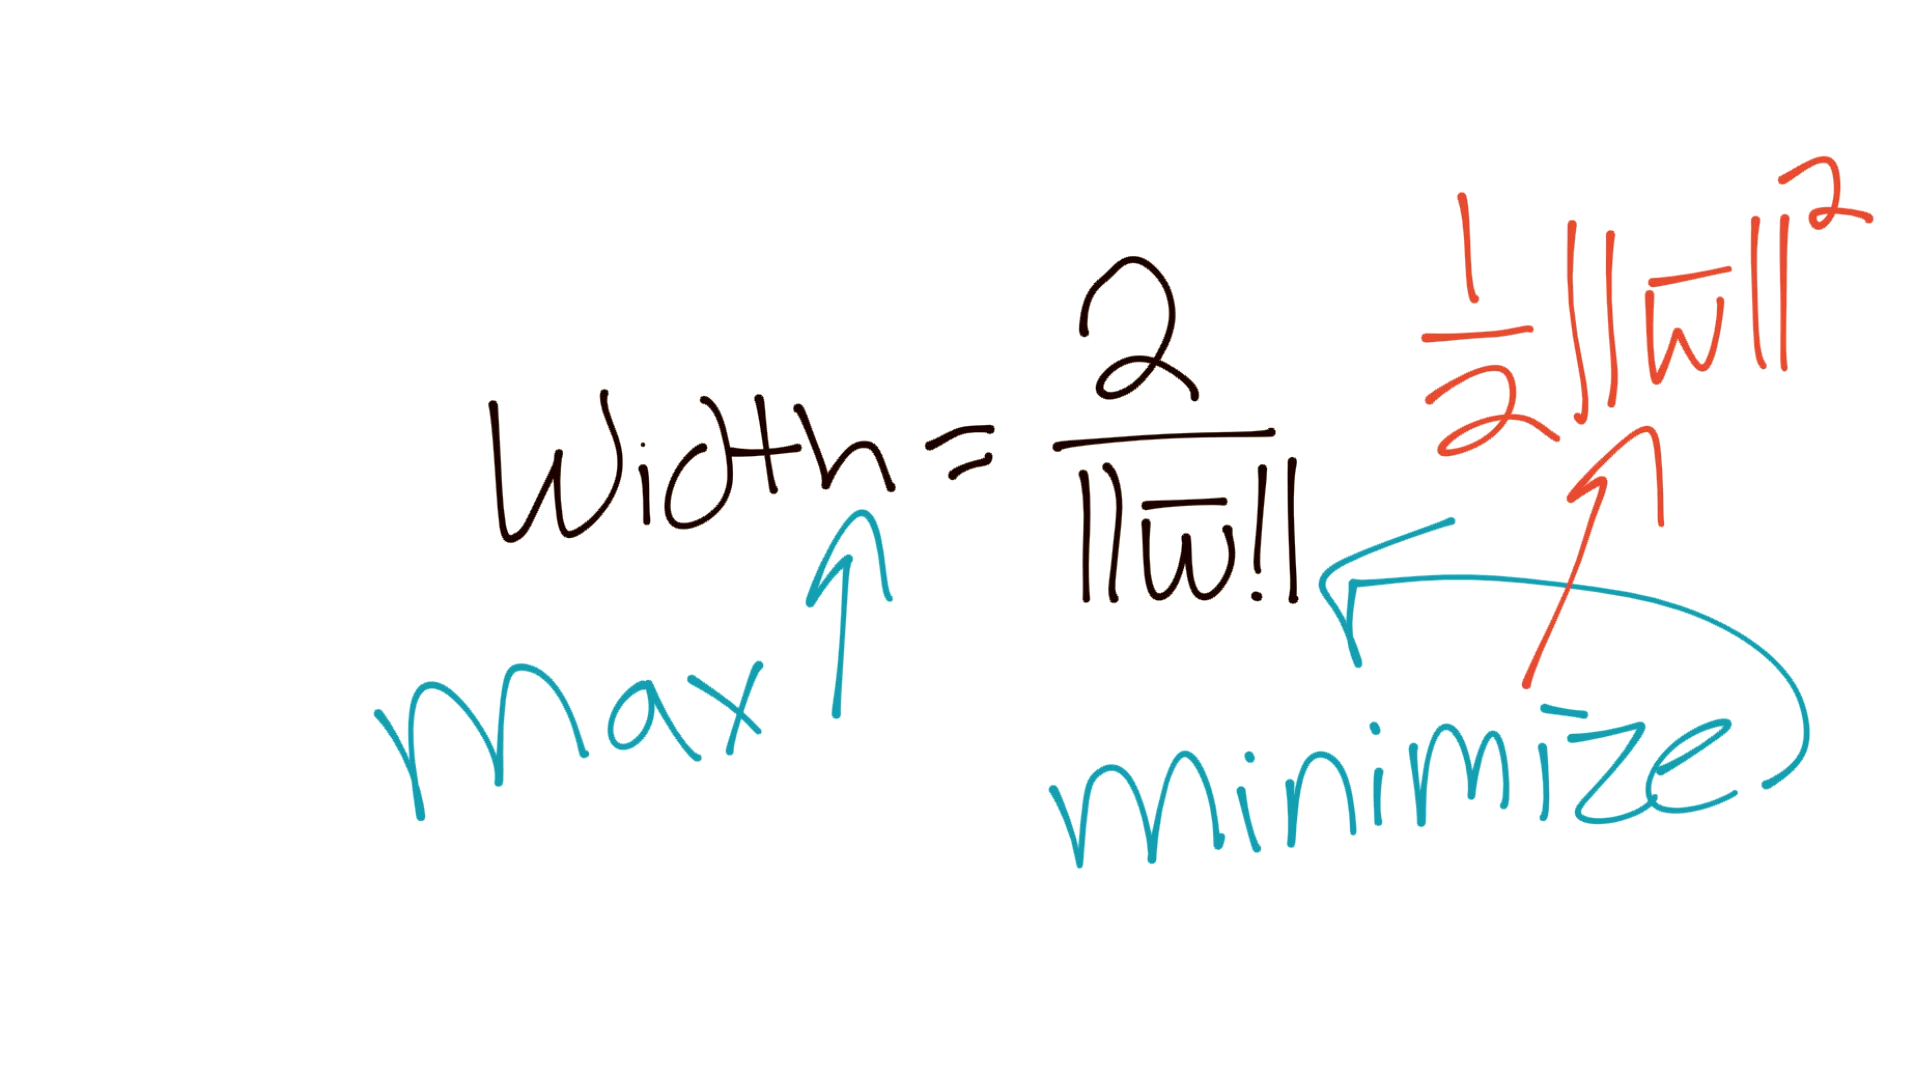 Width = 2 / ||w̅||
1/2 ||w̅||²
max
minimize